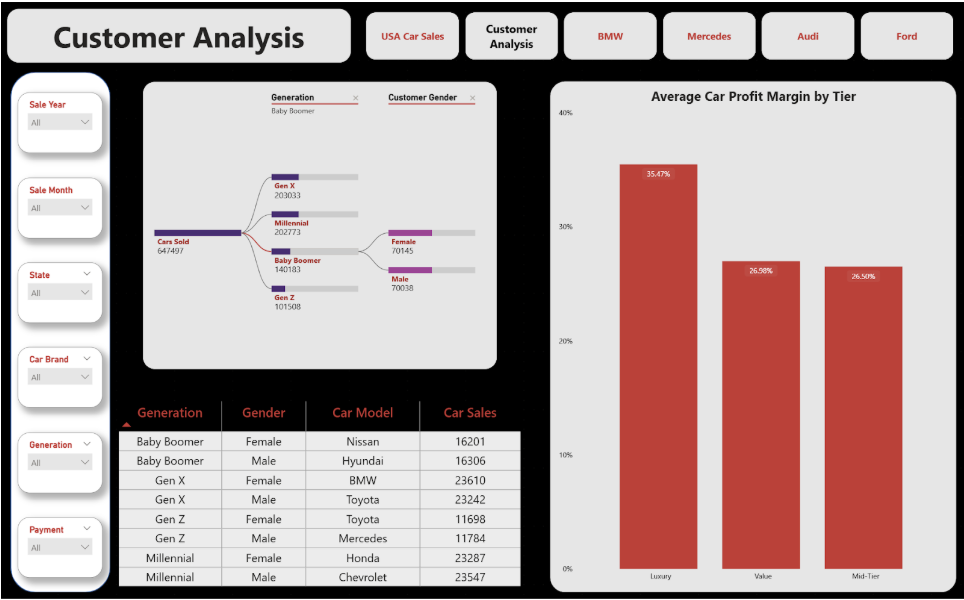 Customer Analysis
USA Car Sales
Customer
Analysis
BMW
Mercedes
Audi
Ford
Sale Year
All
Sale Month
All
State
All
Car Brand
All
Generation
All
Payment
All
Generation
Baby Boomer
Customer Gender
Cars Sold
647497
Gen X
203033
Millennial
202773
Baby Boomer
140183
Gen Z
101508
Female
70145
Male
70038
Generation Gender Car Model Car Sales
Baby Boomer Female Nissan 16201
Baby Boomer Male Hyundai 16306
Gen X Female BMW 23610
Gen X Male Toyota 23242
Gen Z Female Toyota 11698
Gen Z Male Mercedes 11784
Millennial Female Honda 23287
Millennial Male Chevrolet 23547
Average Car Profit Margin by Tier
40%
30%
20%
10%
0%
35.47%
26.98%
26.50%
Luxury Value Mid-Tier